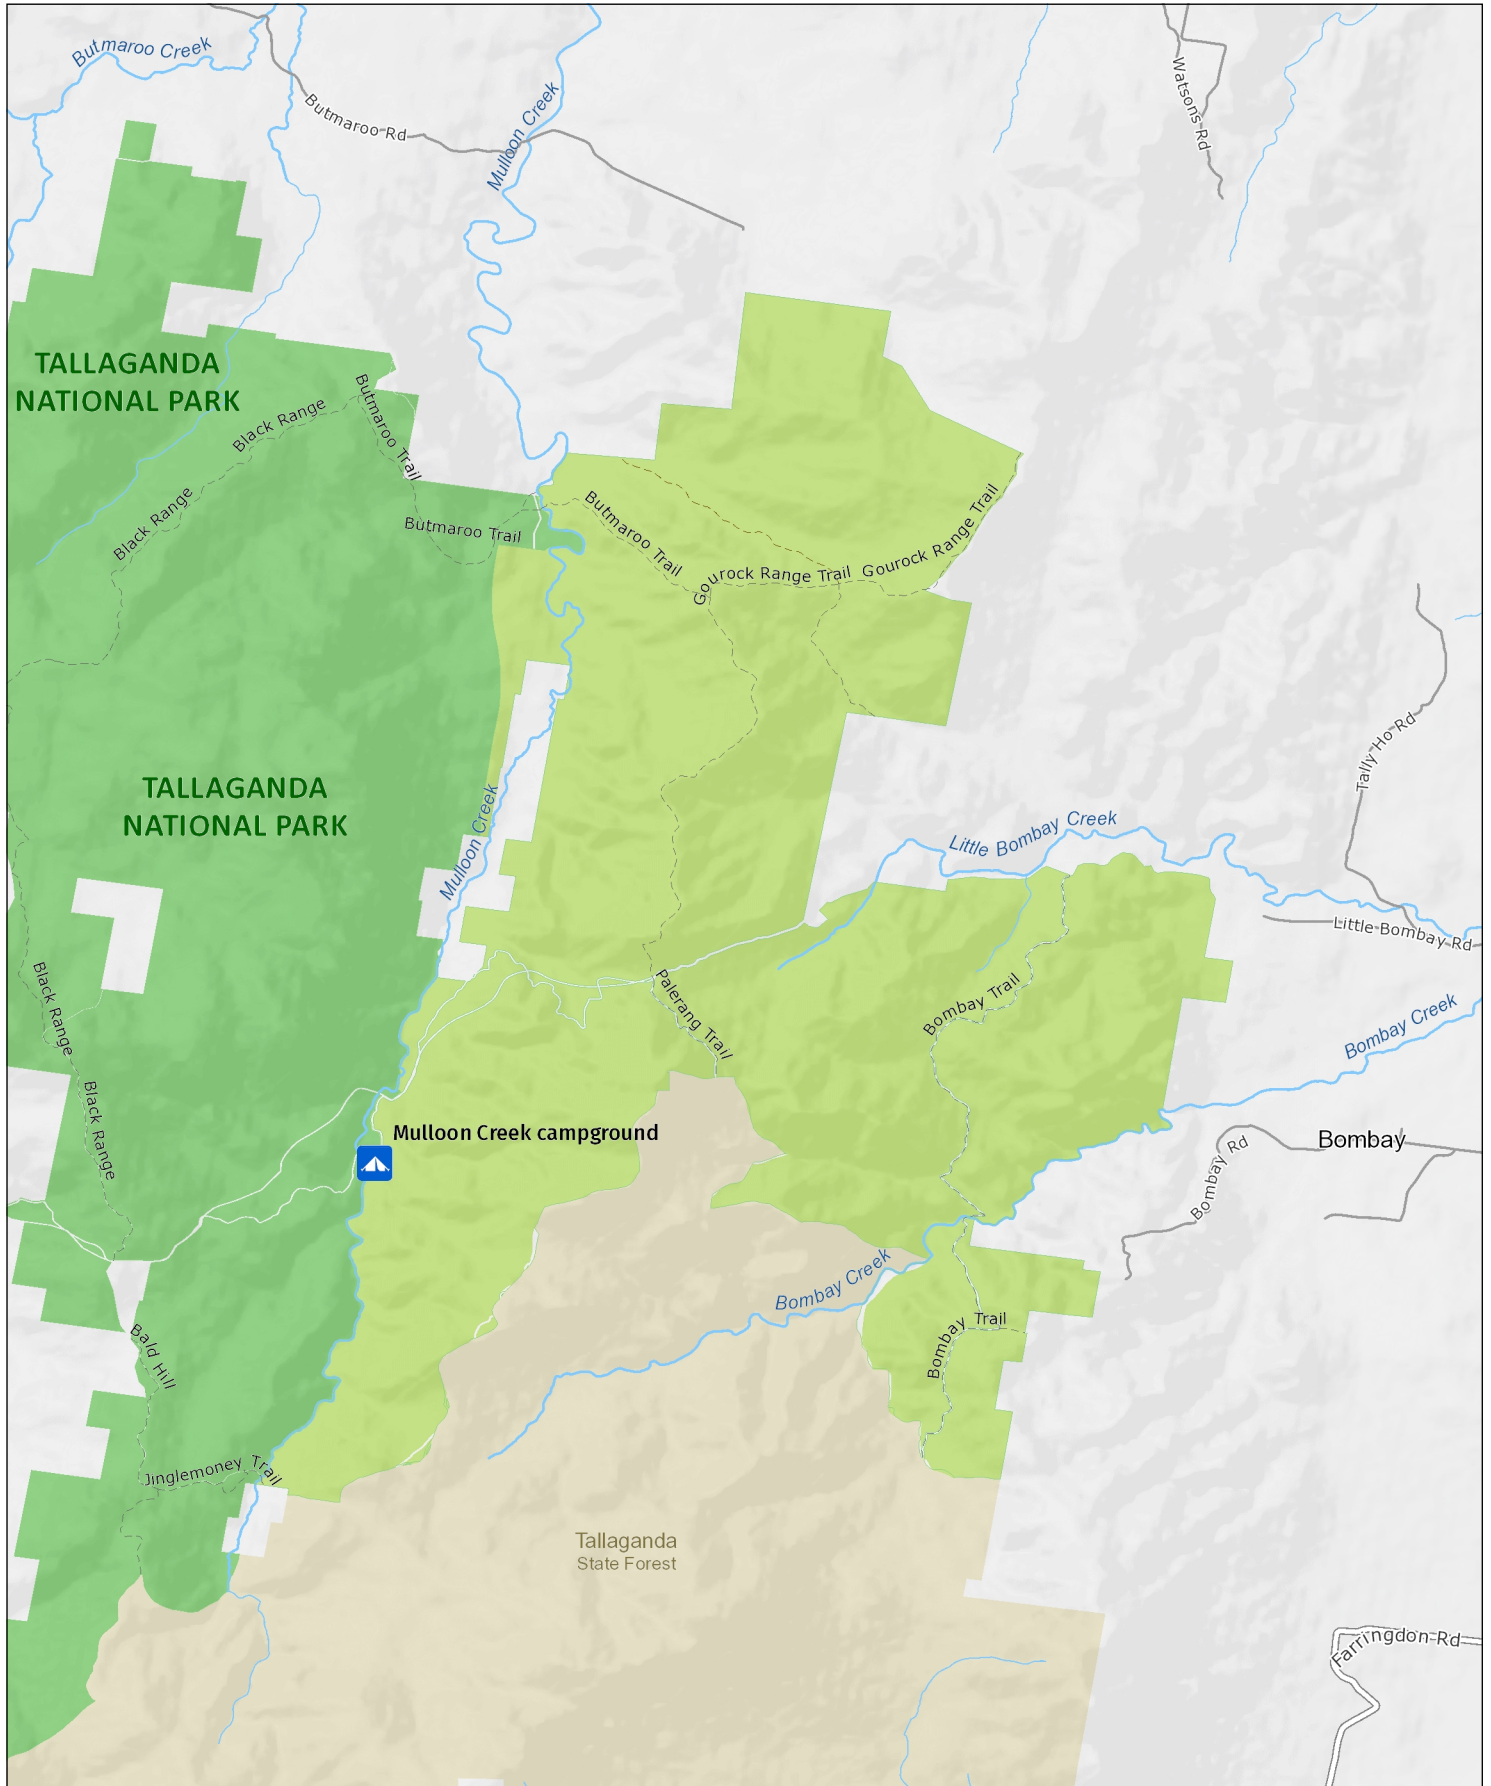 Butmaroo Creek
Butmaroo Rd
Mulloon Creek
Watsons Rd
TALLAGANDA
NATIONAL PARK
Black Range
Butmaroo Trail
Black Range
Butmaroo Trail
Butmaroo Trail
Gourock Range Trail
Gourock Range Trail
Tally Ho Rd
TALLAGANDA
NATIONAL PARK
Mulloon Creek
Little Bombay Creek
Little Bombay Rd
Black Range
Palerang Trail
Bombay Trail
Bombay Creek
Black Range
Mulloon Creek campground
Bombay
Bombay Rd
Bombay Creek
Bald Hill
Bombay Trail
Jinglemoney Trail
Tallaganda
State Forest
Farringdon Rd